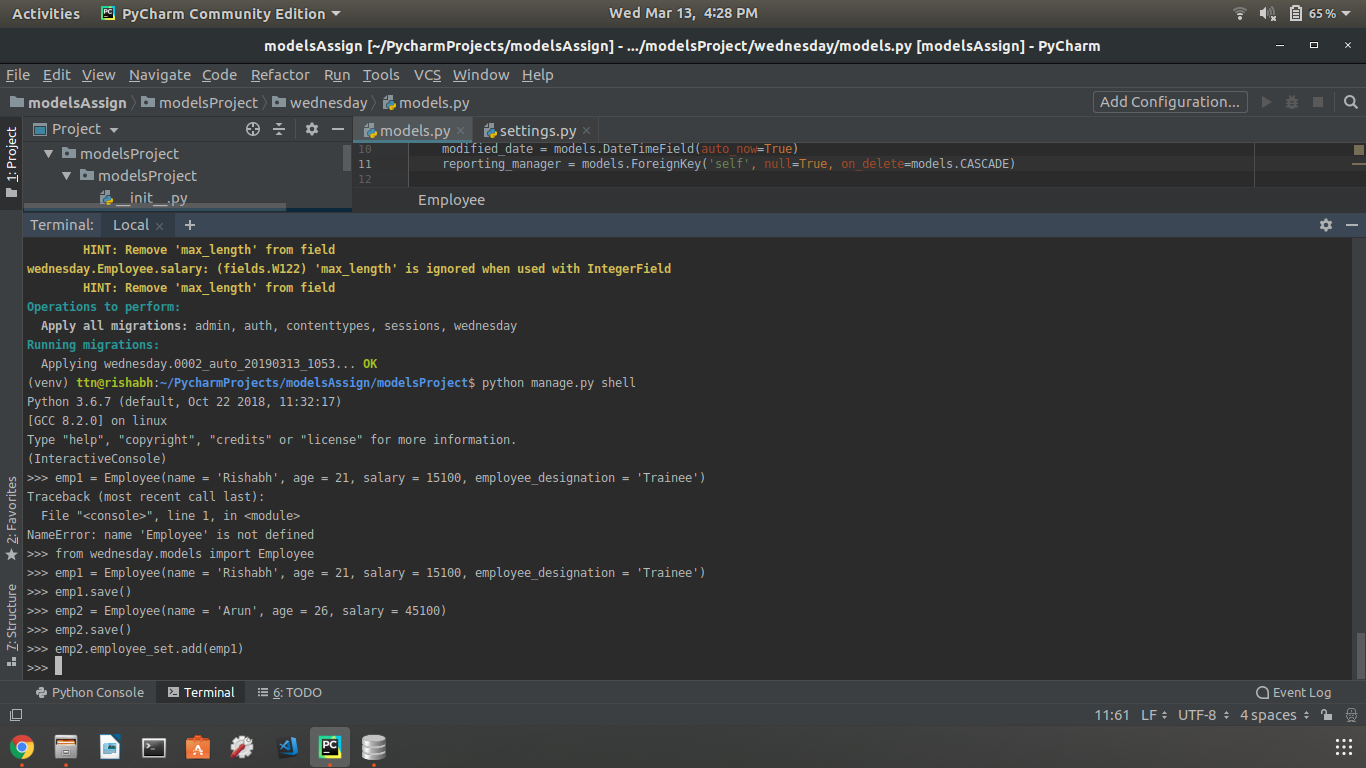 Activities PyCharm Community Edition Wed Mar 13, 4:28 PM 65%
modelsAssign [~/PycharmProjects/modelsAssign] - .../modelsProject/wednesday/models.py [modelsAssign] - PyCharm
File Edit View Navigate Code Refactor Run Tools VCS Window Help
modelsAssign modelsProject wednesday models.py Add Configuration...
1: Project
Project
modelsProject
modelsProject
__init__.py
models.py settings.py
10 modified_date = models.DateTimeField(auto_now=True)
11 reporting_manager = models.ForeignKey('self', null=True, on_delete=models.CASCADE)
12
Employee
Terminal: Local
HINT: Remove 'max_length' from field
wednesday.Employee.salary: (fields.W122) 'max_length' is ignored when used with IntegerField
HINT: Remove 'max_length' from field
Operations to perform:
Apply all migrations: admin, auth, contenttypes, sessions, wednesday
Running migrations:
Applying wednesday.0002_auto_20190313_1053... OK
(venv) ttn@rishabh:~/PycharmProjects/modelsAssign/modelsProject$ python manage.py shell
Python 3.6.7 (default, Oct 22 2018, 11:32:17)
[GCC 8.2.0] on linux
Type "help", "copyright", "credits" or "license" for more information.
(InteractiveConsole)
>>> emp1 = Employee(name = 'Rishabh', age = 21, salary = 15100, employee_designation = 'Trainee')
Traceback (most recent call last):
File "<console>", line 1, in <module>
NameError: name 'Employee' is not defined
>>> from wednesday.models import Employee
>>> emp1 = Employee(name = 'Rishabh', age = 21, salary = 15100, employee_designation = 'Trainee')
>>> emp1.save()
>>> emp2 = Employee(name = 'Arun', age = 26, salary = 45100)
>>> emp2.save()
>>> emp2.employee_set.add(emp1)
>>>
2: Favorites
7: Structure
Python Console Terminal 6: TODO Event Log
11:61 LF UTF-8 4 spaces
PC